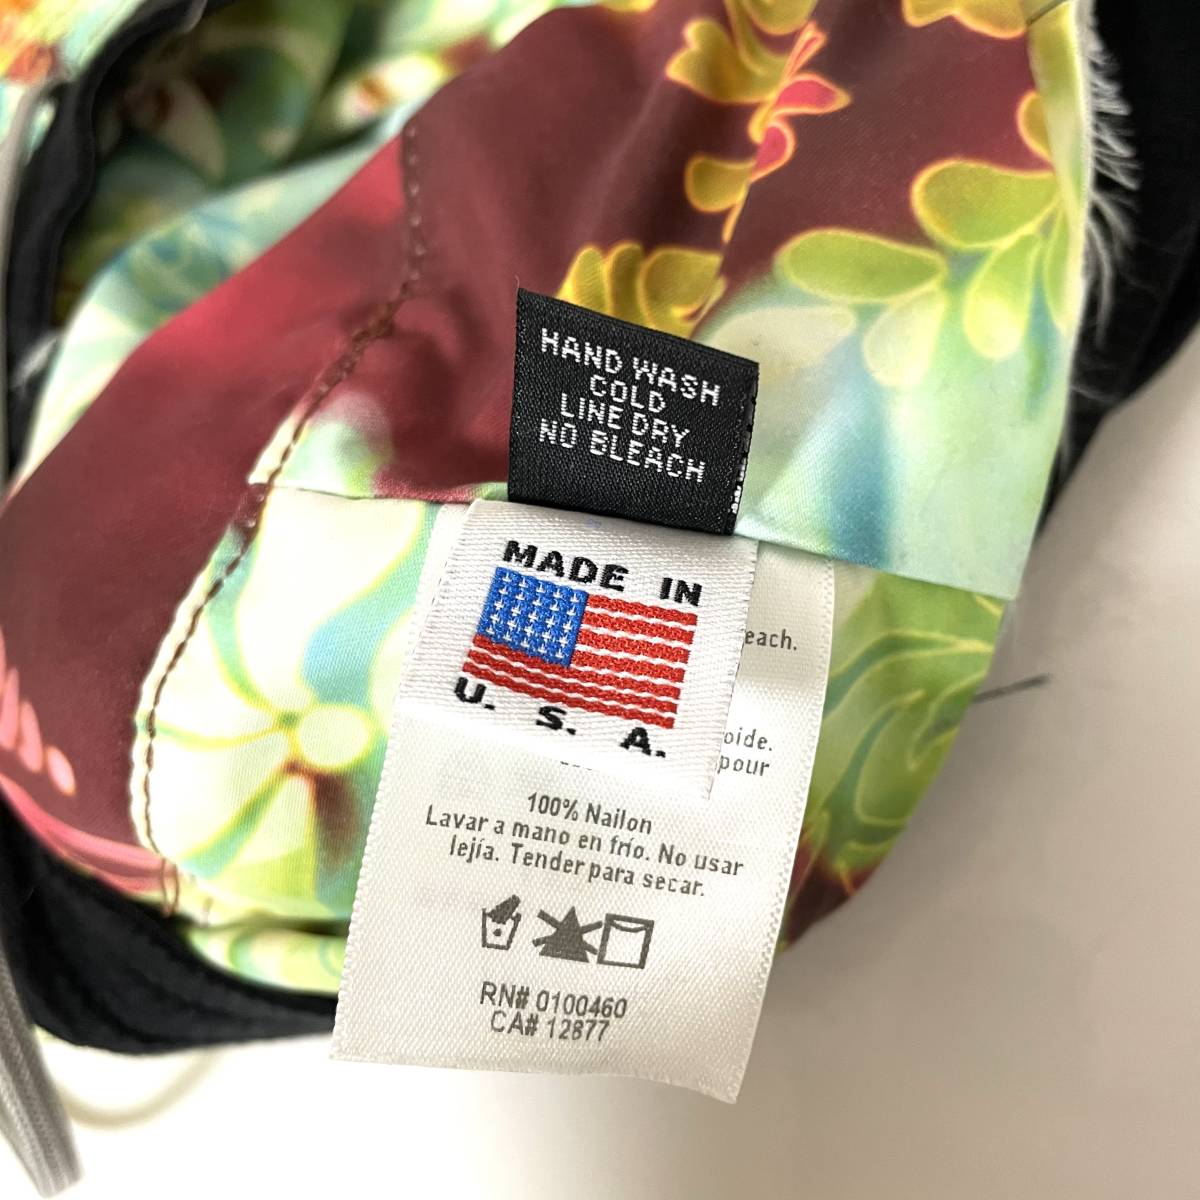 HAND WASH
COLD
LINE DRY
NO BLEACH
MADE IN
U. S. A.
each.
oide.
pour
100% Nailon
Lavar a mano en frío. No usar
lejía. Tender para secar.
RN# 0100460
CA# 12877